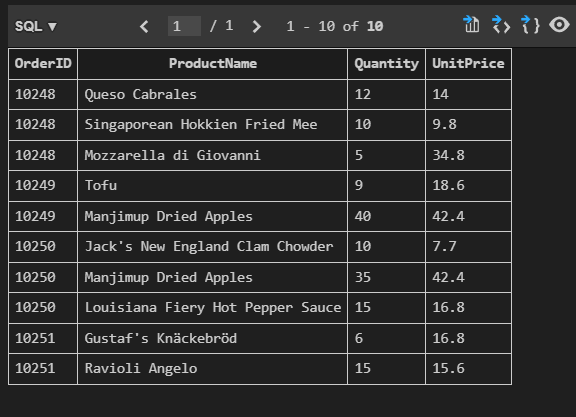 SQL ▼ 1 / 1 1 - 10 of 10
OrderID ProductName Quantity UnitPrice
10248 Queso Cabrales 12 14
10248 Singaporean Hokkien Fried Mee 10 9.8
10248 Mozzarella di Giovanni 5 34.8
10249 Tofu 9 18.6
10249 Manjimup Dried Apples 40 42.4
10250 Jack's New England Clam Chowder 10 7.7
10250 Manjimup Dried Apples 35 42.4
10250 Louisiana Fiery Hot Pepper Sauce 15 16.8
10251 Gustaf's Knäckebröd 6 16.8
10251 Ravioli Angelo 15 15.6